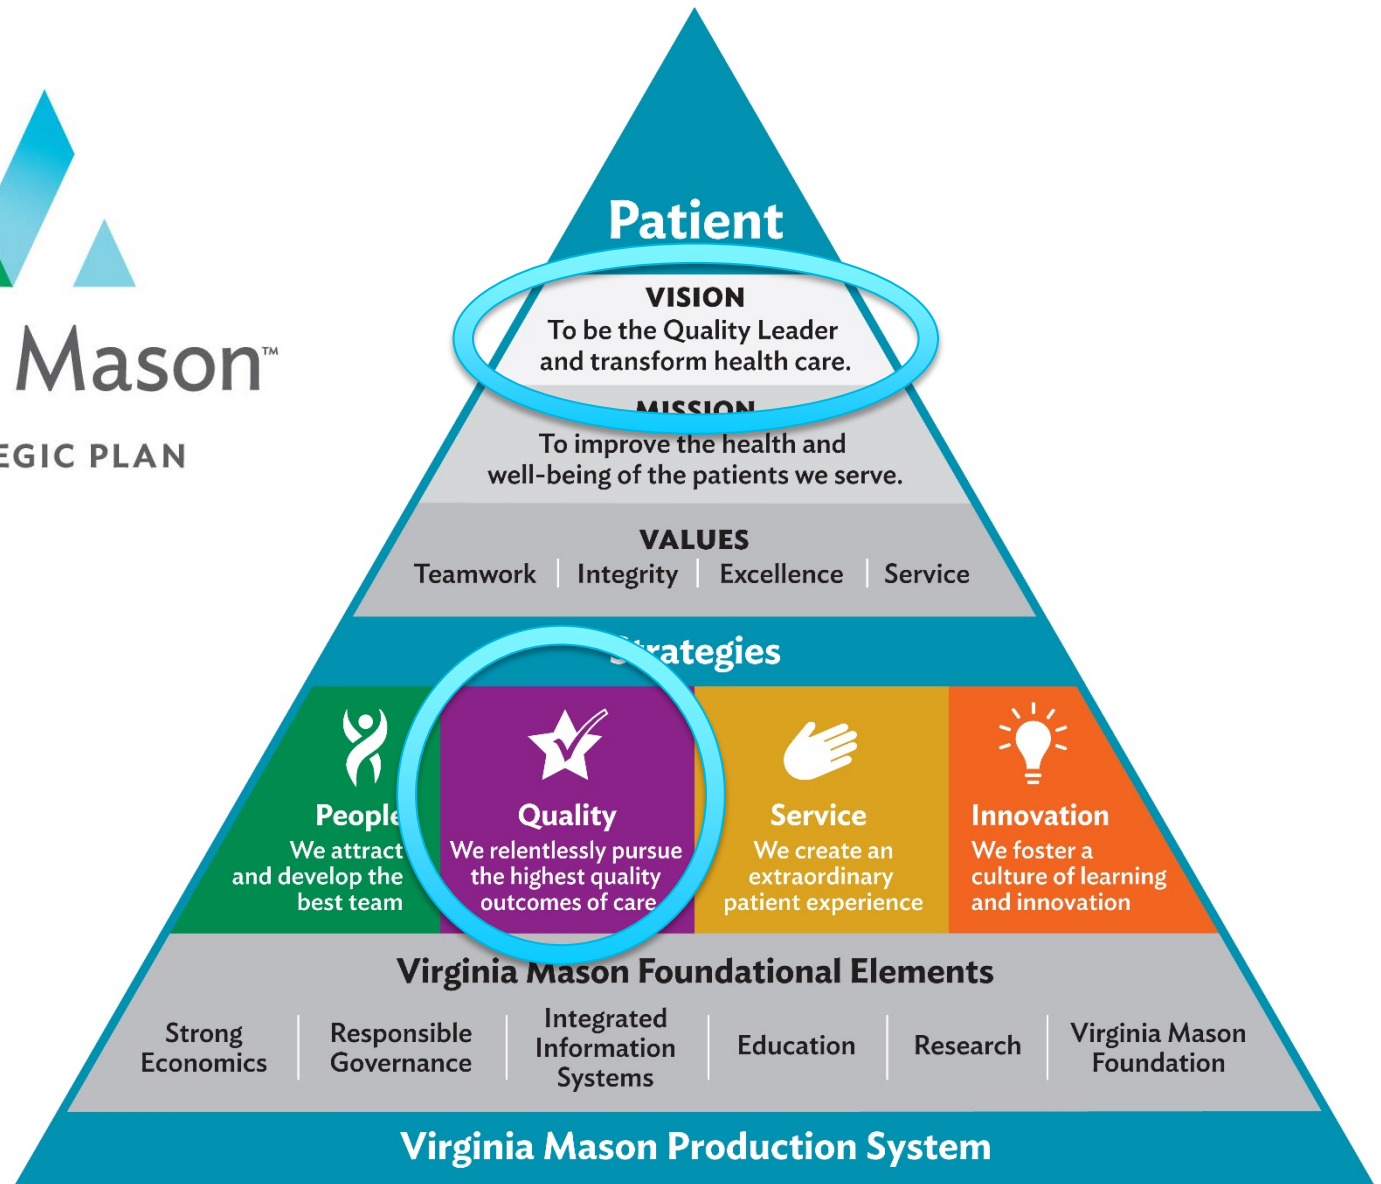 Mason™
EGIC PLAN
Patient
VISION
To be the Quality Leader
and transform health care.
MISSION
To improve the health and
well-being of the patients we serve.
VALUES
Teamwork Integrity Excellence Service
Strategies
People
We attract
and develop the
best team
Quality
We relentlessly pursue
the highest quality
outcomes of care
Service
We create an
extraordinary
patient experience
Innovation
We foster a
culture of learning
and innovation
Virginia Mason Foundational Elements
Strong
Economics
Responsible
Governance
Integrated
Information
Systems
Education
Research
Virginia Mason
Foundation
Virginia Mason Production System